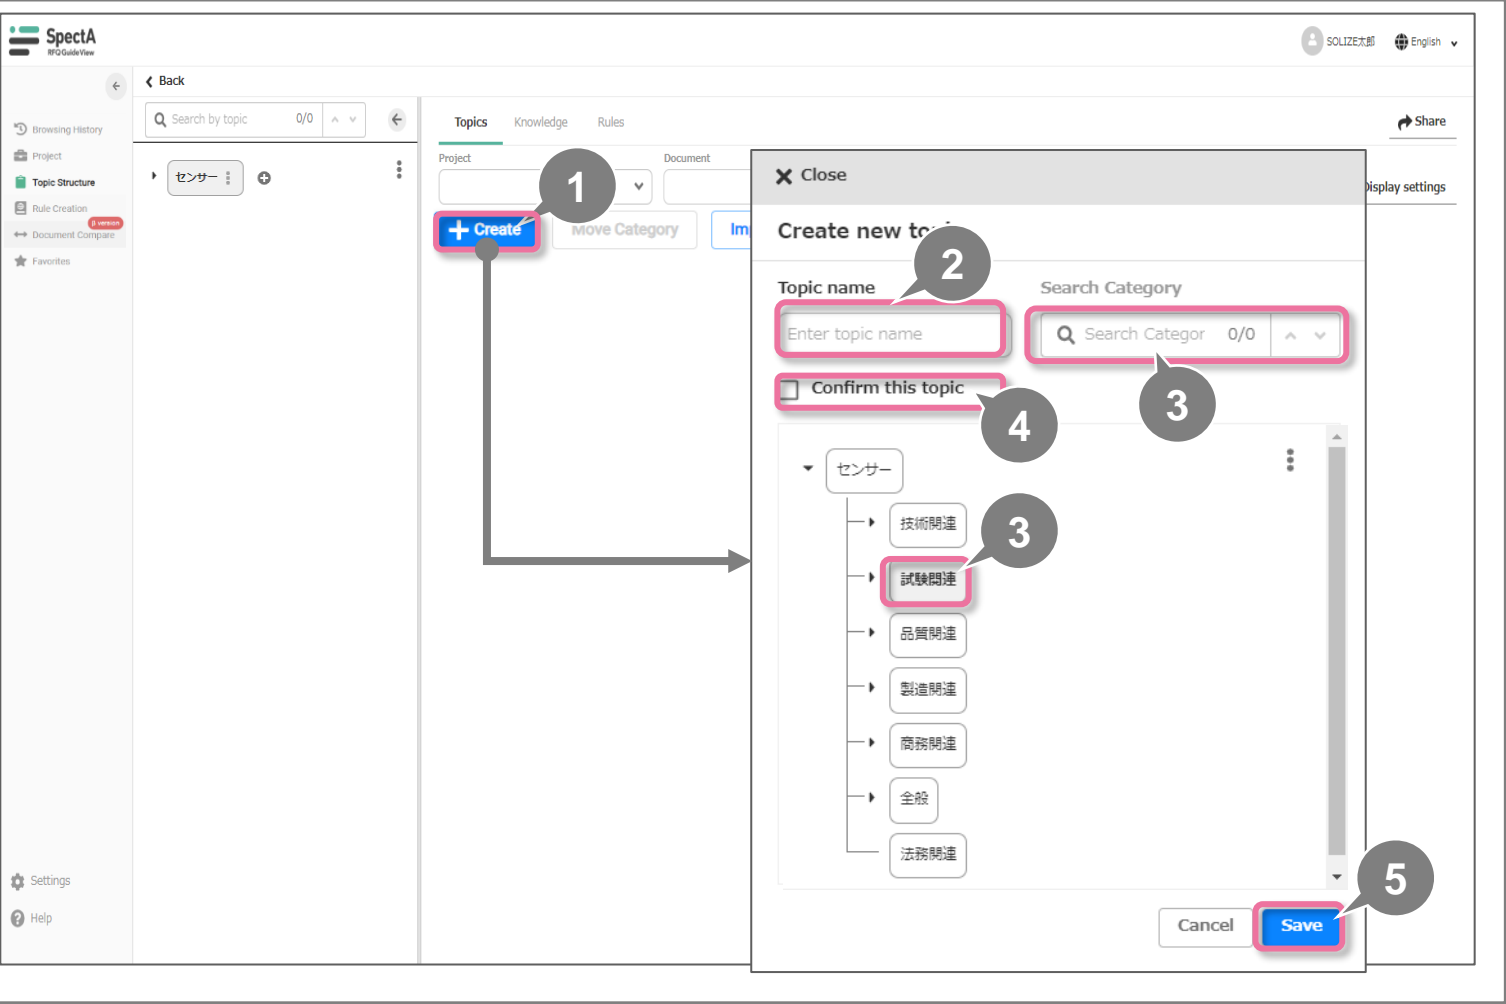 SpectA
RFQ GuideView
SOLIZE太郎
English
Back
Search by topic 0/0
Browsing History
Project
Topic Structure
Rule Creation
β version
Document Compare
Favorites
Settings
Help
センサー
Topics Knowledge Rules
Share
Project
Document
Display settings
Create
Move Category
Im
1
Close
Create new to
2
Topic name
Search Category
Enter topic name
Search Categor 0/0
3
Confirm this topic
4
センサー
技術関連
3
試験関連
品質関連
製造関連
商務関連
全般
法務関連
5
Cancel
Save